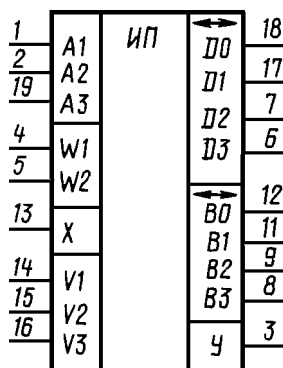 1 A1 ИП D0 18
2 A2 D1 17
19 A3 D2 7
D3 6
4 W1
5 W2 B0 12
13 X B1 11
B2 9
14 V1 B3 8
15 V2
16 V3 У 3